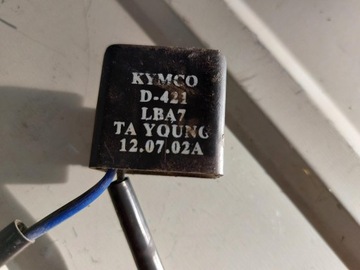 KYMCO
D-421
LBA7
TA YOUNG
12.07.02A